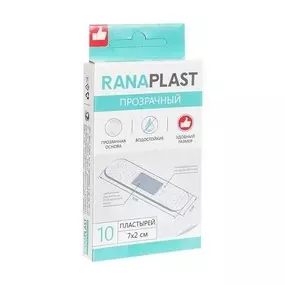 RANAPLAST
ПРОЗРАЧНЫЙ
ПРОЗРАЧНАЯ ОСНОВА
ВОДОСТОЙКИЕ
УДОБНЫЙ РАЗМЕР
10 ПЛАСТЫРЕЙ
7x2 см